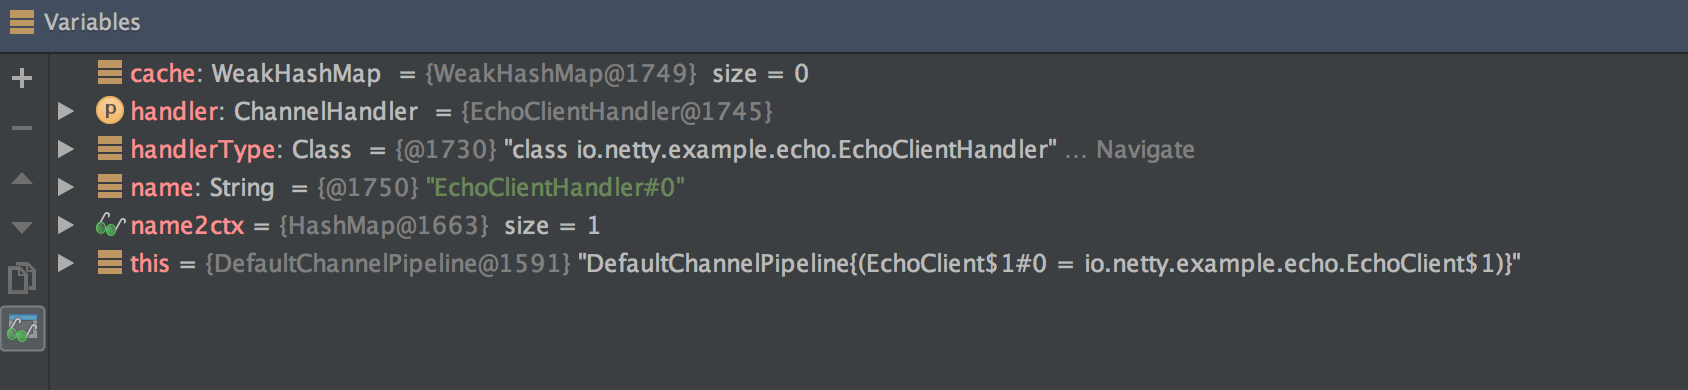 Variables
cache: WeakHashMap = {WeakHashMap@1749} size = 0
p handler: ChannelHandler = {EchoClientHandler@1745}
handlerType: Class = {@1730} "class io.netty.example.echo.EchoClientHandler" ... Navigate
name: String = {@1750} "EchoClientHandler#0"
name2ctx = {HashMap@1663} size = 1
this = {DefaultChannelPipeline@1591} "DefaultChannelPipeline{(EchoClient$1#0 = io.netty.example.echo.EchoClient$1)}"